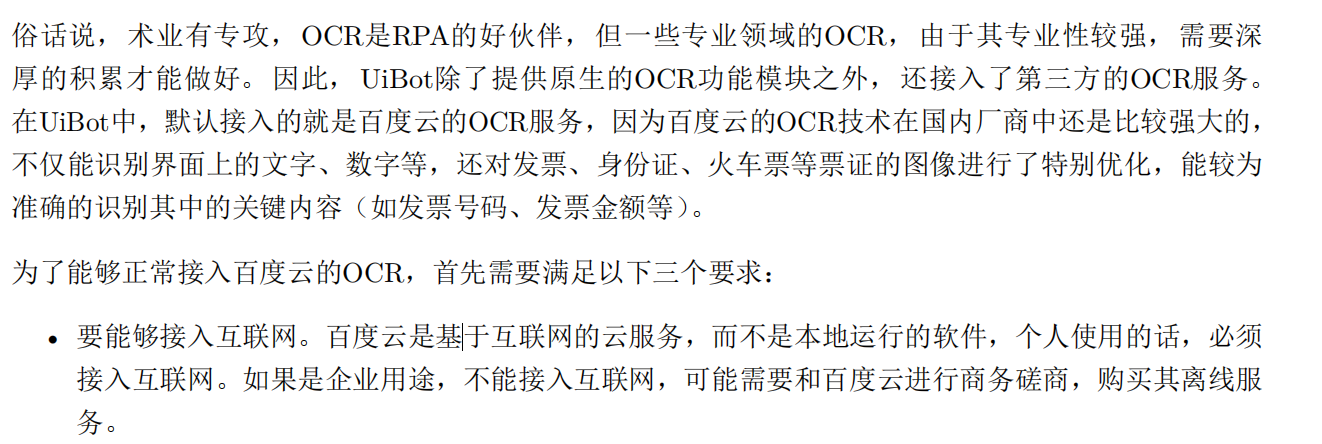 俗话说，术业有专攻，OCR是RPA的好伙伴，但一些专业领域的OCR，由于其专业性较强，需要深
厚的积累才能做好。因此，UiBot除了提供原生的OCR功能模块之外，还接入了第三方的OCR服务。
在UiBot中，默认接入的就是百度云的OCR服务，因为百度云的OCR技术在国内厂商中还是比较强大的，
不仅能识别界面上的文字、数字等，还对发票、身份证、火车票等票证的图像进行了特别优化，能较为
准确的识别其中的关键内容（如发票号码、发票金额等）。
为了能够正常接入百度云的OCR，首先需要满足以下三个要求：
• 要能够接入互联网。百度云是基于互联网的云服务，而不是本地运行的软件，个人使用的话，必须
接入互联网。如果是企业用途，不能接入互联网，可能需要和百度云进行商务磋商，购买其离线服
务。